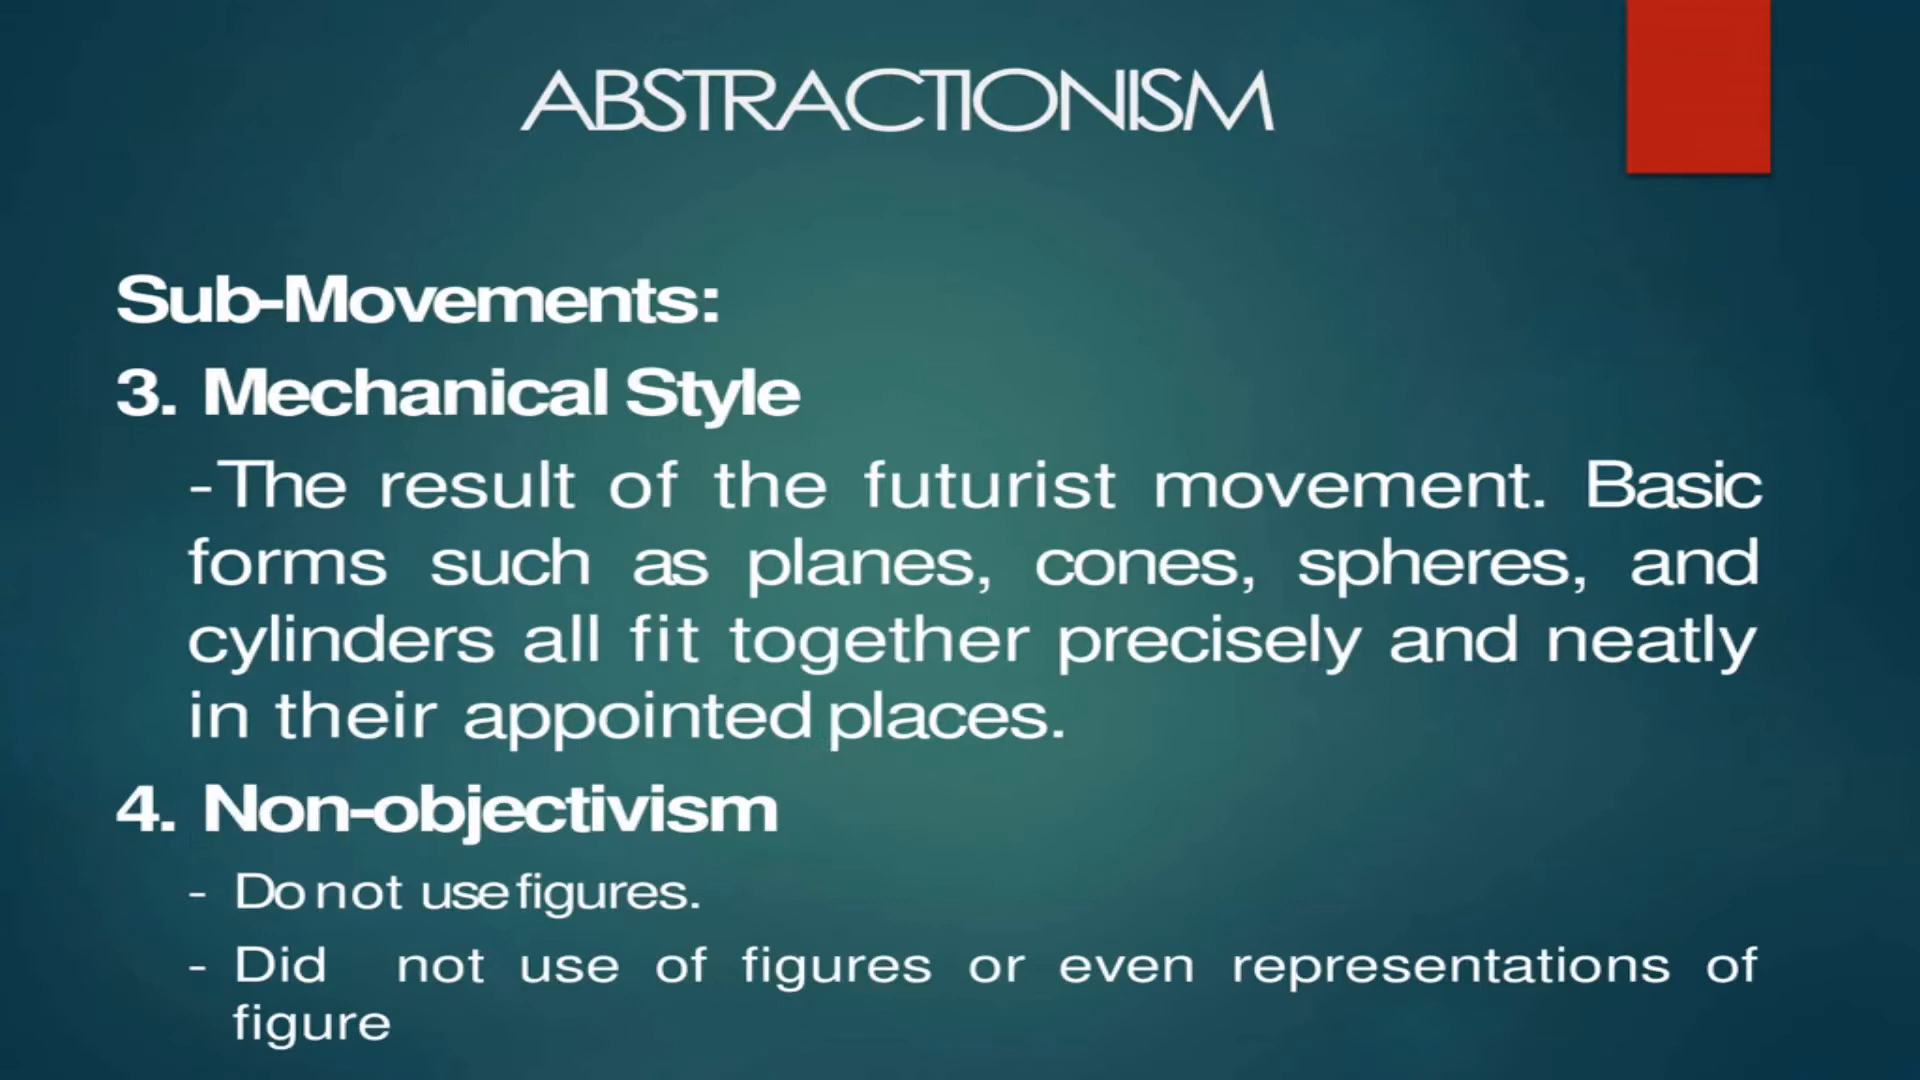 ABSTRACTIONISM
Sub-Movements:
3. Mechanical Style
-The result of the futurist movement. Basic
forms such as planes, cones, spheres, and
cylinders all fit together precisely and neatly
in their appointed places.
4. Non-objectivism
- Do not use figures.
- Did not use of figures or even representations of
figure